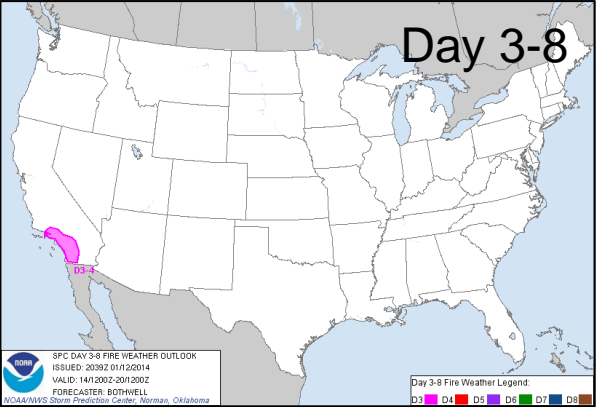 Day 3-8
D3-4
NOAA
SPC DAY 3-8 FIRE WEATHER OUTLOOK
ISSUED: 2039Z 01/12/2014
VALID: 14/1200Z-20/1200Z
FORECASTER: BOTHWELL
NOAA/NWS Storm Prediction Center, Norman, Oklahoma
Day 3-8 Fire Weather Legend:
D3 D4 D5 D6 D7 D8